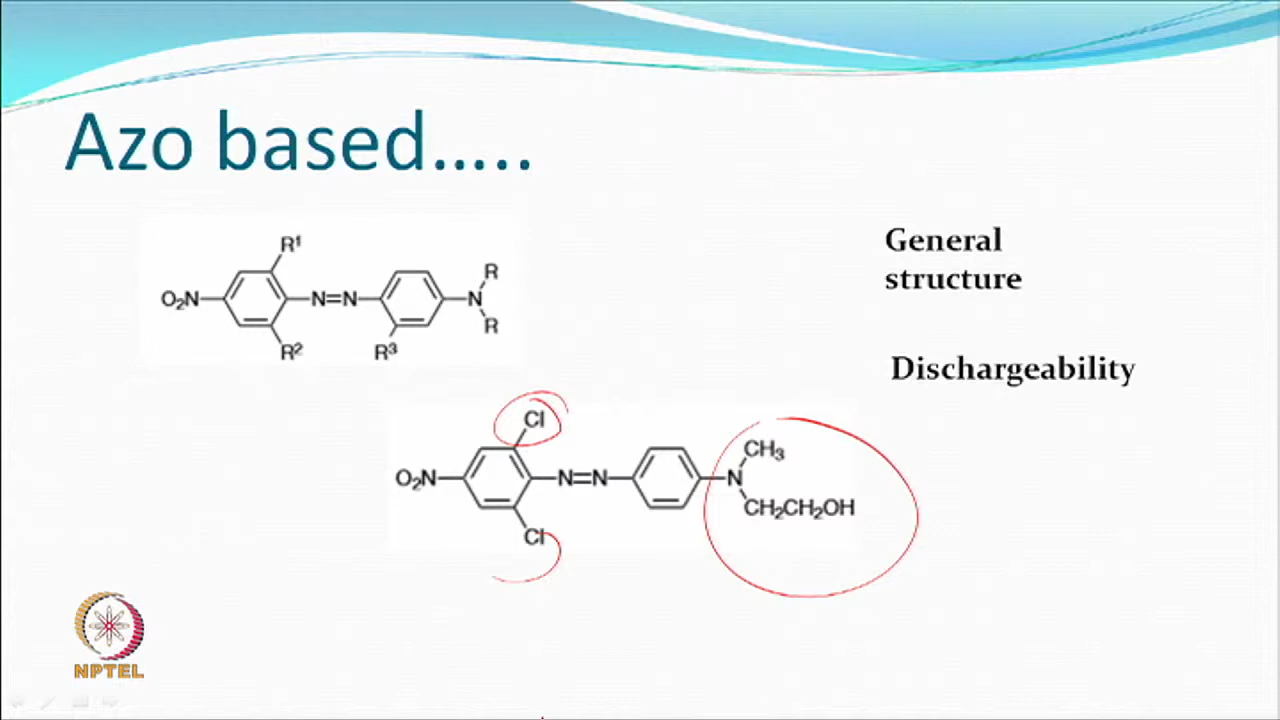 Azo based.....
General
structure
R¹
O₂N N=N N R
R
R² R³
Dischargeability
Cl
O₂N N=N N CH₃
CH₂CH₂OH
Cl
NPTEL